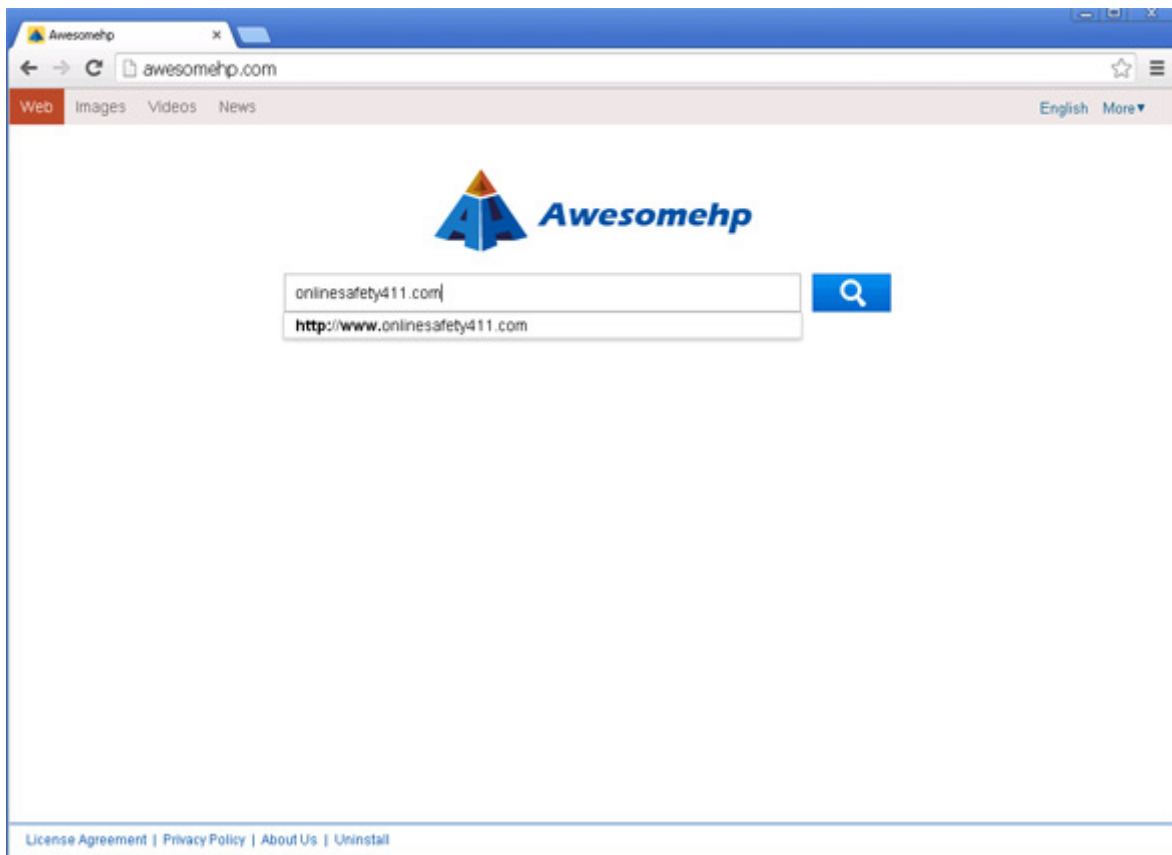 Awesomehp
awesomehp.com
Web Images Videos News English More▼
Awesomehp
onlinesafety411.com
http://www.onlinesafety411.com
License Agreement | Privacy Policy | About Us | Uninstall